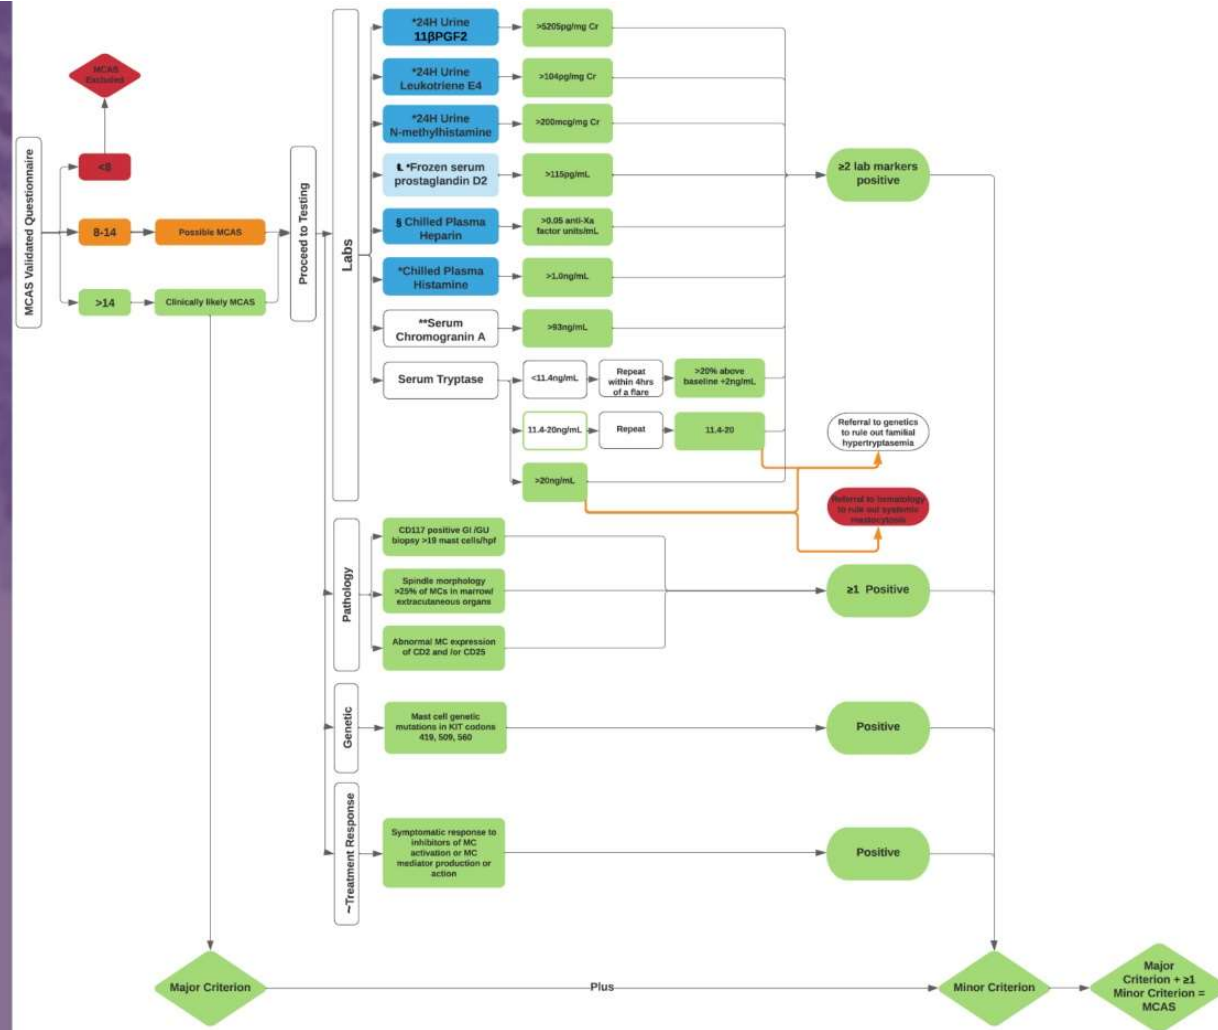 MCAS Validated Questionnaire
MCAS
Excluded
<8
8-14
Possible MCAS
>14
Clinically likely MCAS
Proceed to Testing
Labs
*24H Urine
11βPGF2
>5205pg/mg Cr
*24H Urine
Leukotriene E4
>104pg/mg Cr
*24H Urine
N-methylhistamine
>200mcg/mg Cr
Ł *Frozen serum
prostaglandin D2
>115pg/mL
§ Chilled Plasma
Heparin
>0.05 anti-Xa
factor units/mL
*Chilled Plasma
Histamine
>1.0ng/mL
**Serum
Chromogranin A
>93ng/mL
Serum Tryptase
<11.4ng/mL
Repeat
within 4hrs
of a flare
>20% above
baseline +2ng/mL
11.4-20ng/mL
Repeat
11.4-20
>20ng/mL
≥2 lab markers
positive
Referral to genetics
to rule out familial
hypertryptasemia
Referral to hematology
to rule out systemic
mastocytosis
Pathology
CD117 positive GI /GU
biopsy >19 mast cells/hpf
Spindle morphology
>25% of MCs in marrow/
extracutaneous organs
Abnormal MC expression
of CD2 and /or CD25
≥1 Positive
Genetic
Mast cell genetic
mutations in KIT codons
419, 509, 560
Positive
~Treatment Response
Symptomatic response to
inhibitors of MC
activation or MC
mediator production or
action
Positive
Major Criterion
Plus
Minor Criterion
Major
Criterion + ≥1
Minor Criterion =
MCAS